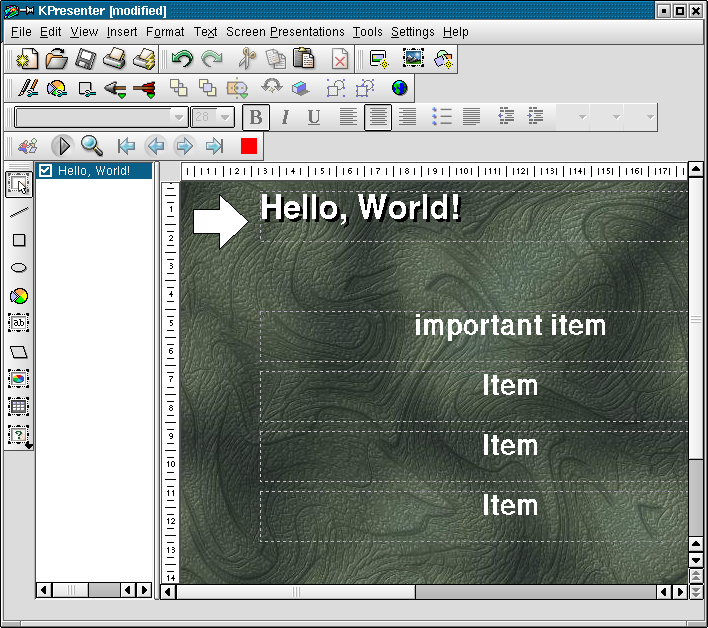 KPresenter [modified]
File Edit View Insert Format Text Screen Presentations Tools Settings Help
28 B I U
Hello, World!
1 2 3 4 5 6 7 8 9 10 11 12 13 14 15 16 17
Hello, World!
important item
Item
Item
Item
1
2
3
4
5
6
7
8
9
10
11
12
13
14
ab
?